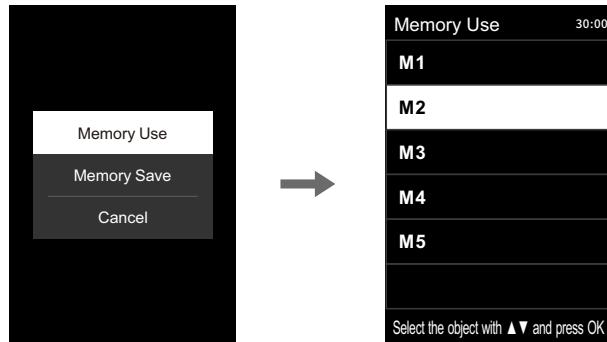 Memory Use
Memory Save
Cancel
Memory Use 30:00
M1
M2
M3
M4
M5
Select the object with ▲▼ and press OK